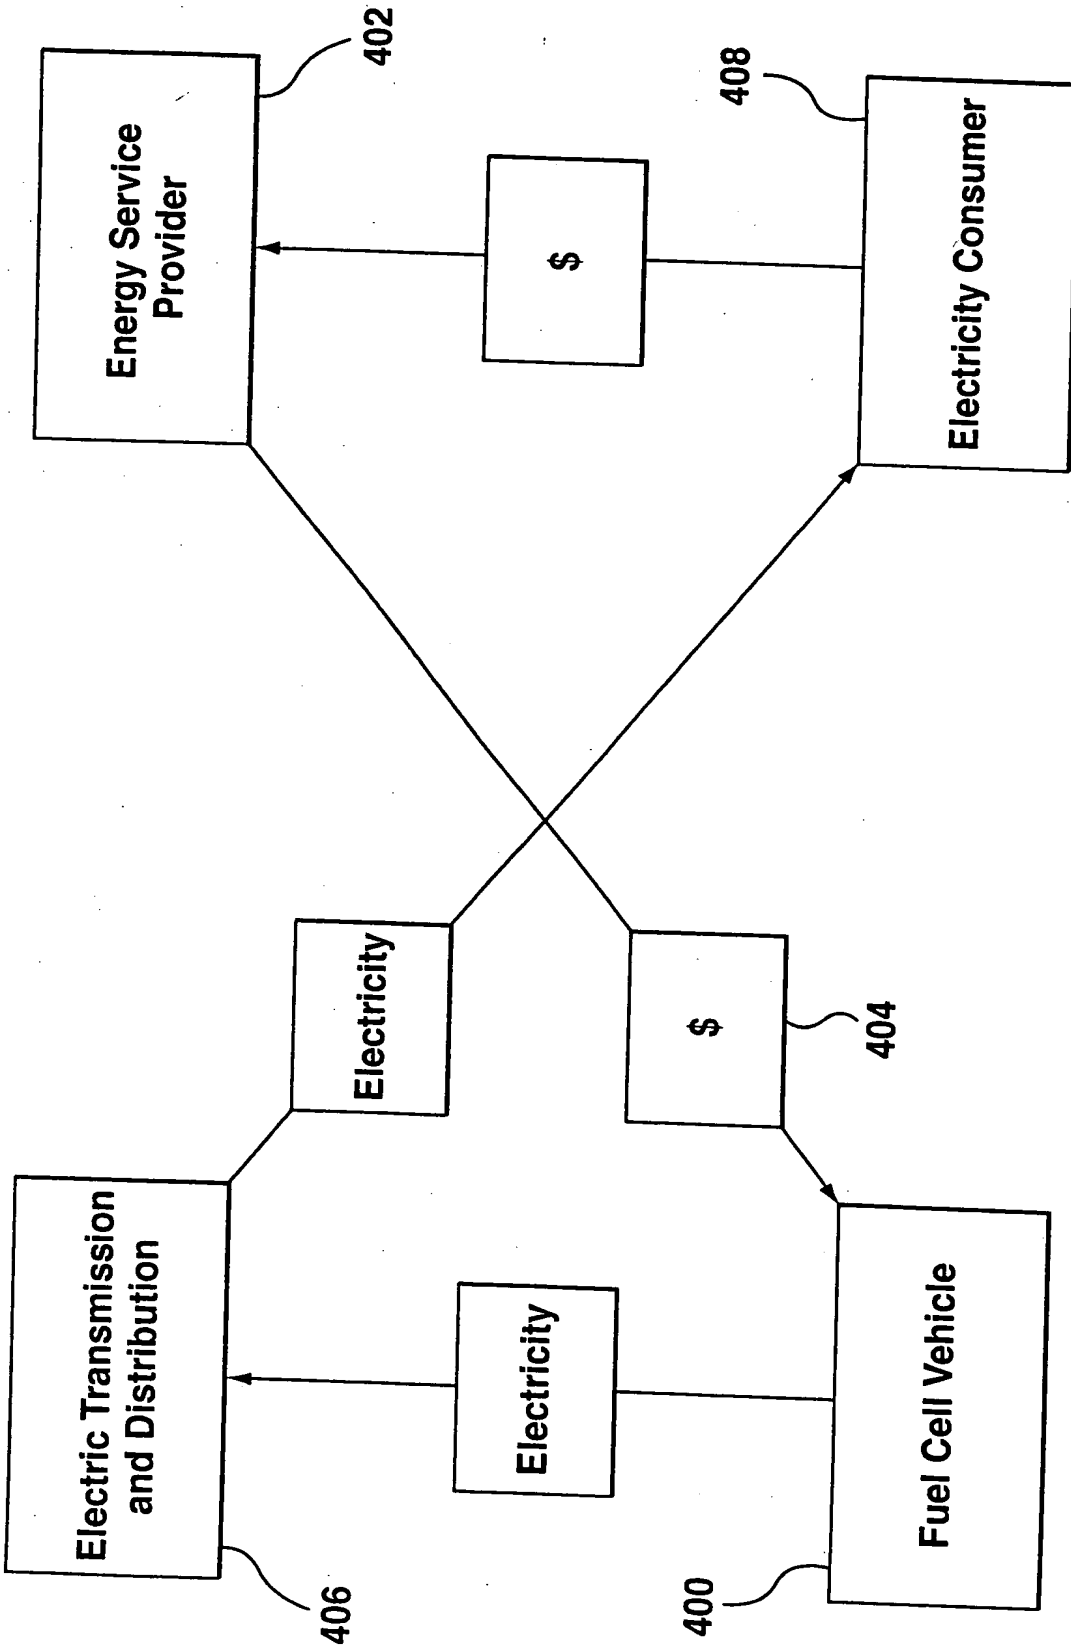 Electric Transmission
and Distribution
Energy Service
Provider
406
402
Electricity
Electricity
$
$
400
408
404
Fuel Cell Vehicle
Electricity Consumer